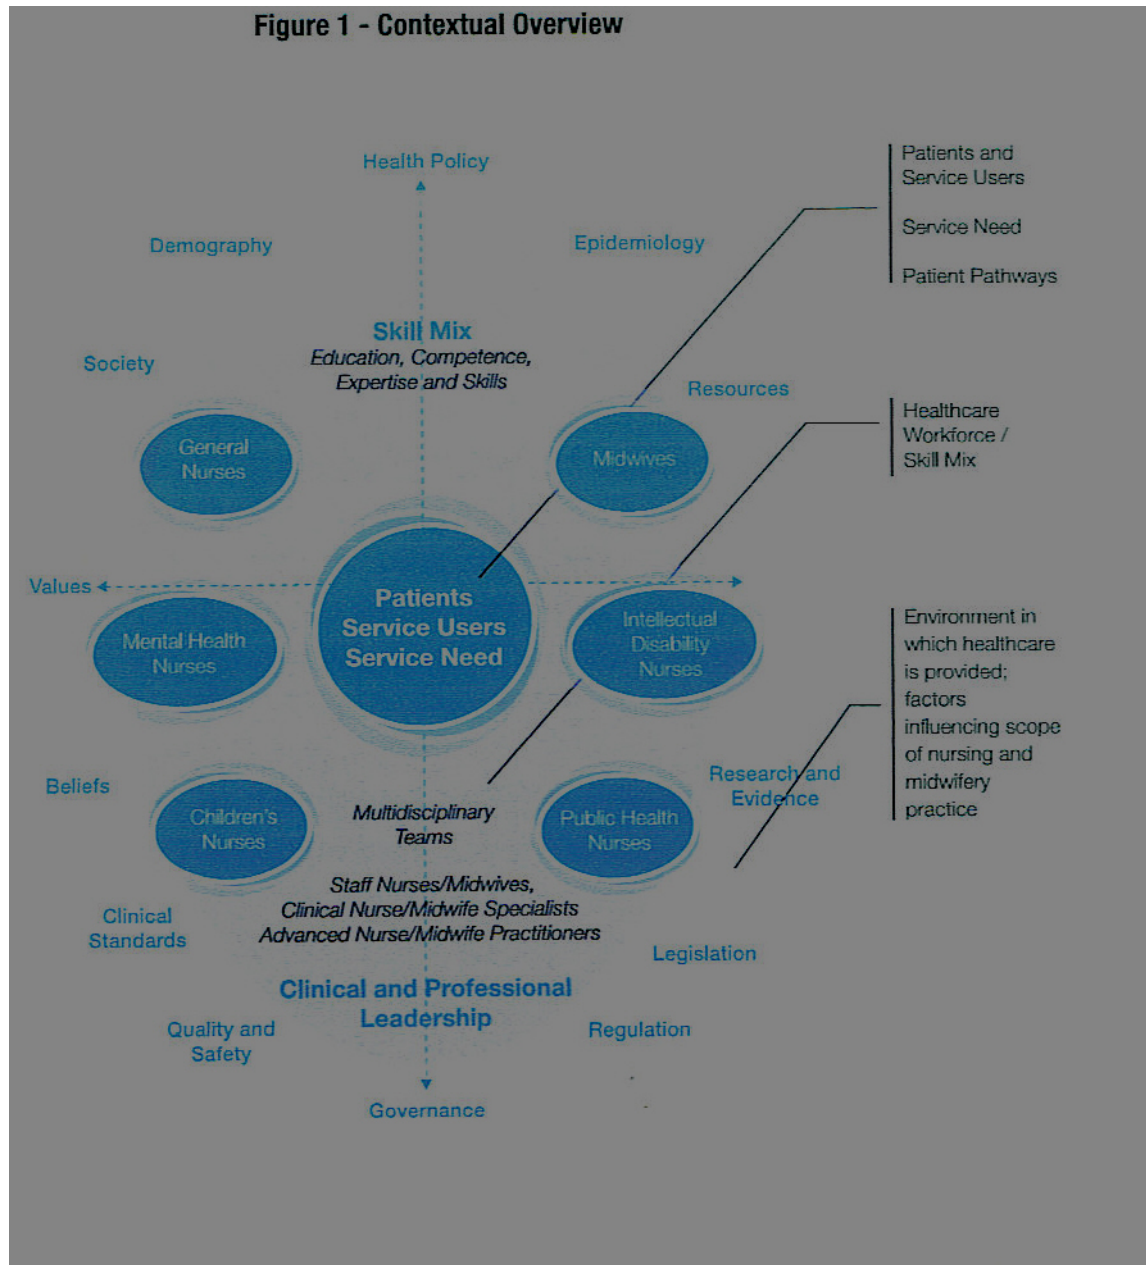 Figure 1 - Contextual Overview
Health Policy
Demography
Epidemiology
Patients and
Service Users
Service Need
Patient Pathways
Skill Mix
Education, Competence,
Expertise and Skills
Society
Resources
Healthcare
Workforce /
Skill Mix
General
Nurses
Midwives
Values
Patients
Service Users
Service Need
Mental Health
Nurses
Intellectual
Disability
Nurses
Environment in
which healthcare
is provided;
factors
influencing scope
of nursing and
midwifery
practice
Beliefs
Research and
Evidence
Children's
Nurses
Multidisciplinary
Teams
Public Health
Nurses
Staff Nurses/Midwives,
Clinical Nurse/Midwife Specialists
Advanced Nurse/Midwife Practitioners
Clinical
Standards
Legislation
Clinical and Professional
Leadership
Quality and
Safety
Regulation
Governance